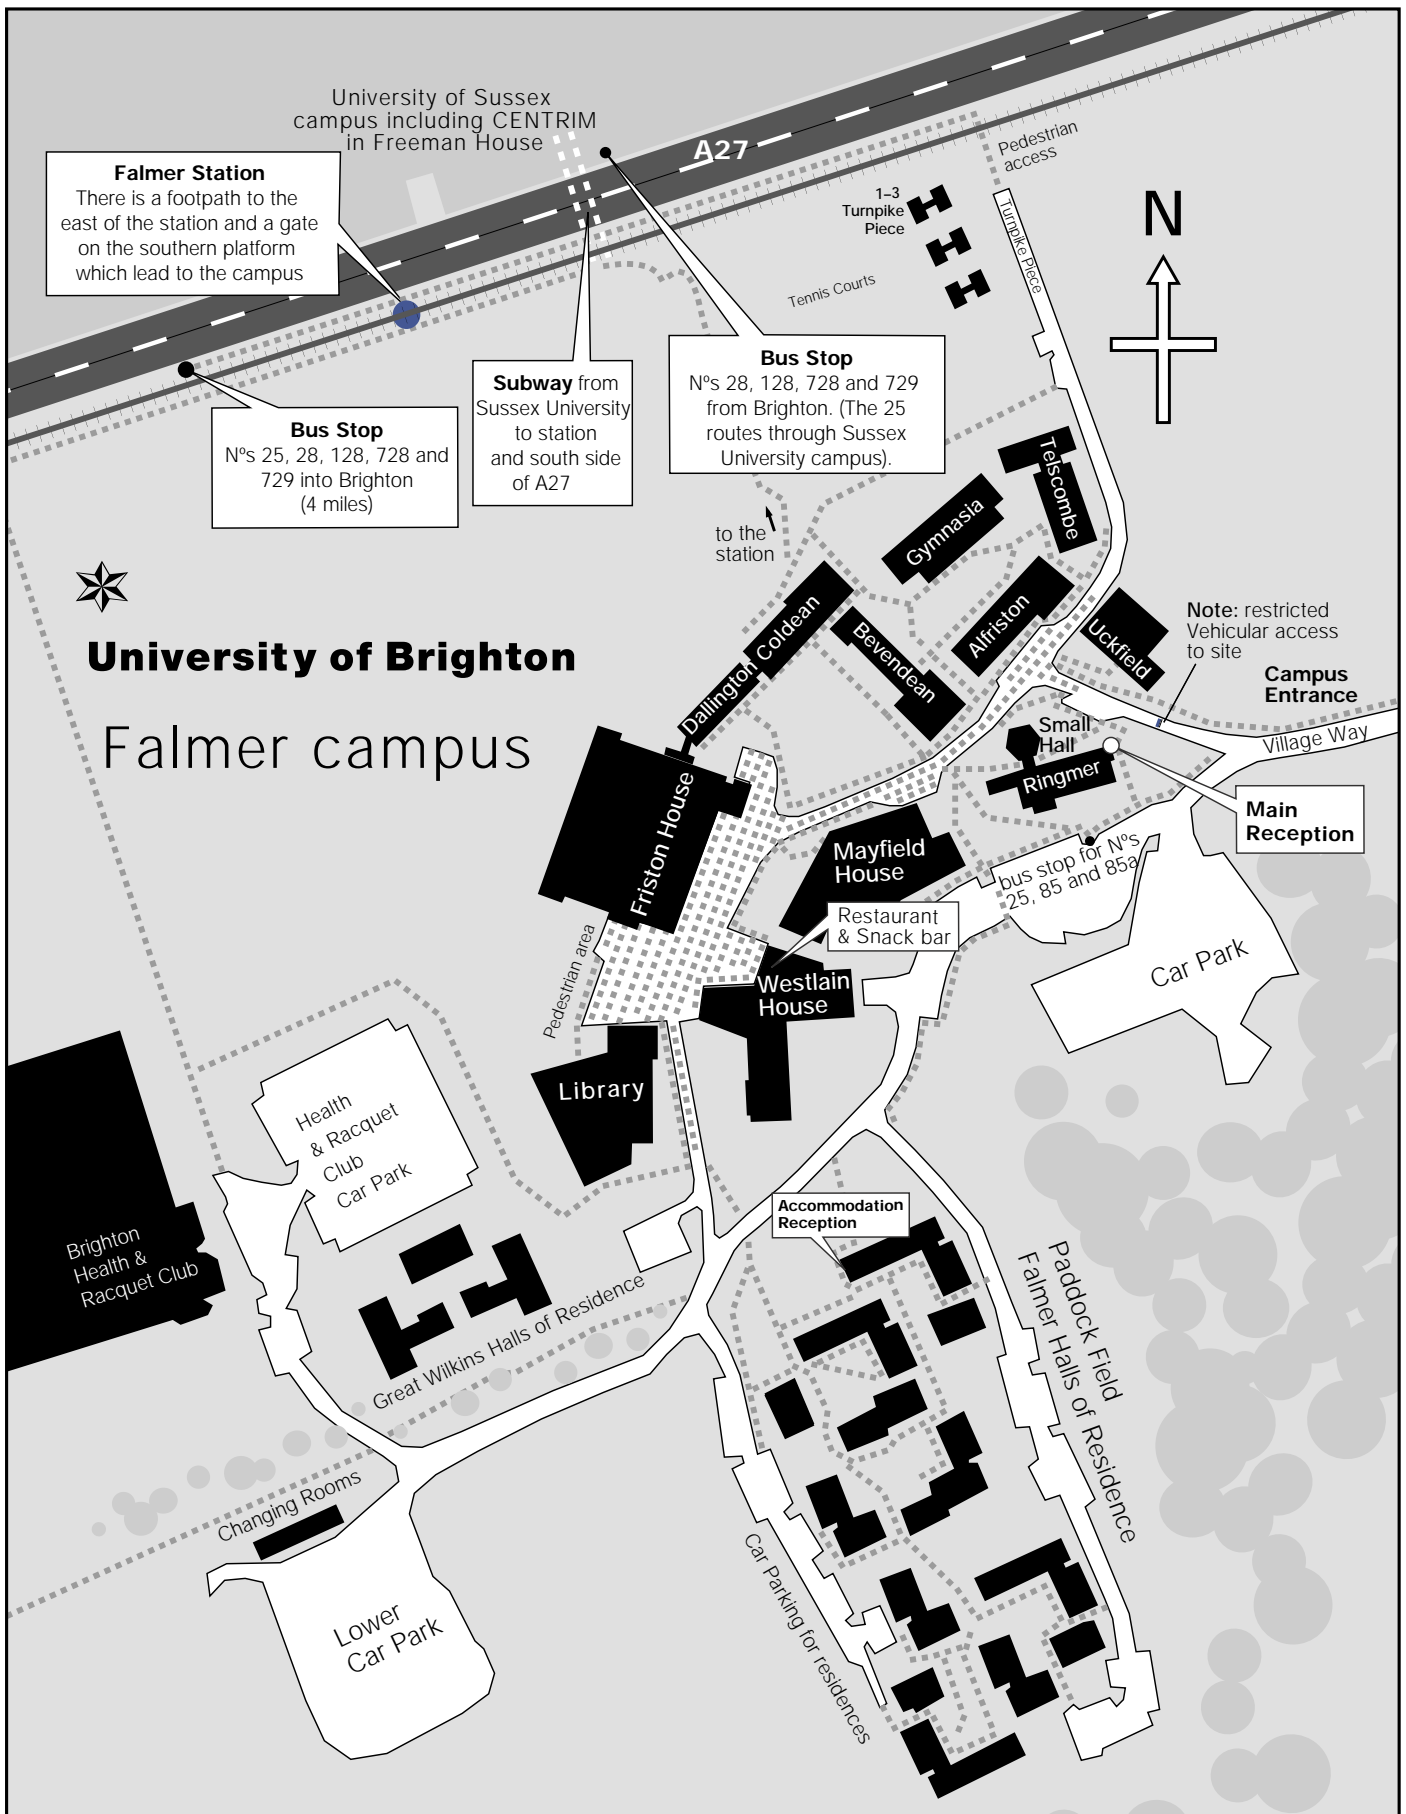 University of Sussex
campus including CENTRIM
in Freeman House
A27
Pedestrian
access
Falmer Station
There is a footpath to the
east of the station and a gate
on the southern platform
which lead to the campus
1–3
Turnpike
Piece
Turnpike Piece
N
Tennis Courts
Bus Stop
Nºs 28, 128, 728 and 729
from Brighton. (The 25
routes through Sussex
University campus).
Subway from
Sussex University
to station
and south side
of A27
Bus Stop
Nºs 25, 28, 128, 728 and
729 into Brighton
(4 miles)
Telscombe
Gymnasia
to the
station
University of Brighton
Falmer campus
Coldean
Dallington
Bevendean
Alfriston
Uckfield
Note: restricted
Vehicular access
to site
Campus
Entrance
Village Way
Small
Hall
Ringmer
Main
Reception
Friston House
Mayfield
House
bus stop for Nºs
25, 85 and 85a
Restaurant
& Snack bar
Car Park
Pedestrian area
Westlain
House
Library
Health
& Racquet
Club
Car Park
Brighton
Health &
Racquet Club
Accommodation
Reception
Great Wilkins Halls of Residence
Paddock Field
Falmer Halls of Residence
Changing Rooms
Car Parking for residences
Lower
Car Park